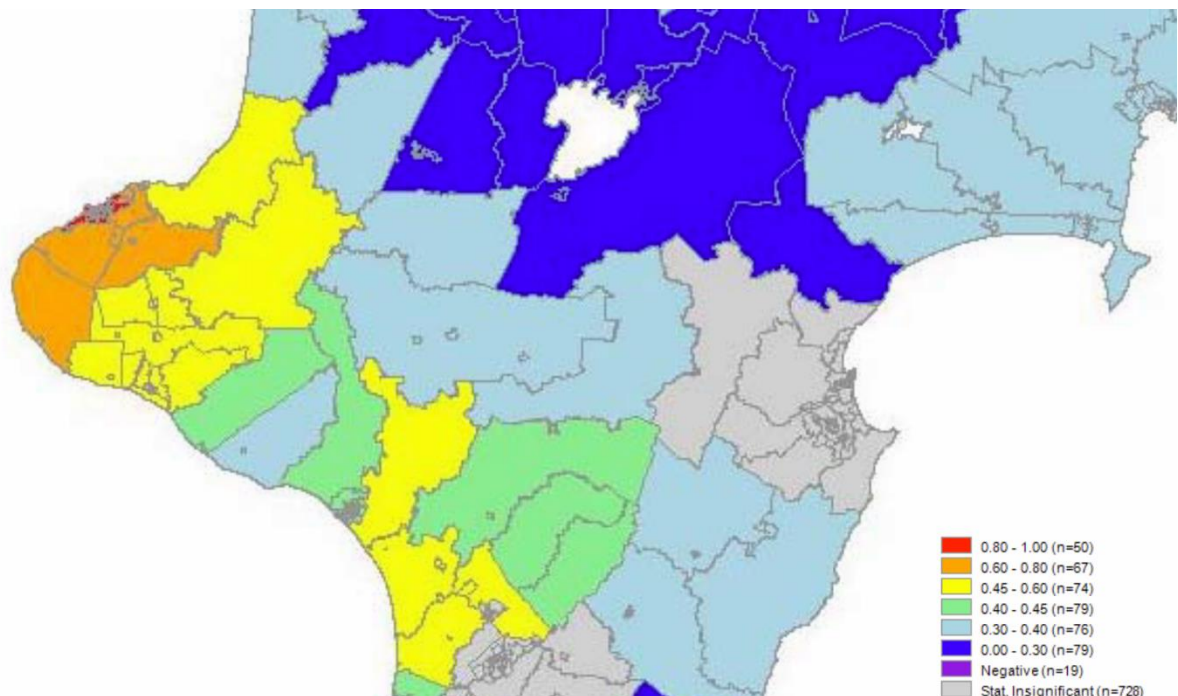 0.80 - 1.00 (n=50)
0.60 - 0.80 (n=67)
0.45 - 0.60 (n=74)
0.40 - 0.45 (n=79)
0.30 - 0.40 (n=76)
0.00 - 0.30 (n=79)
Negative (n=19)
Stat. Insignificant (n=728)